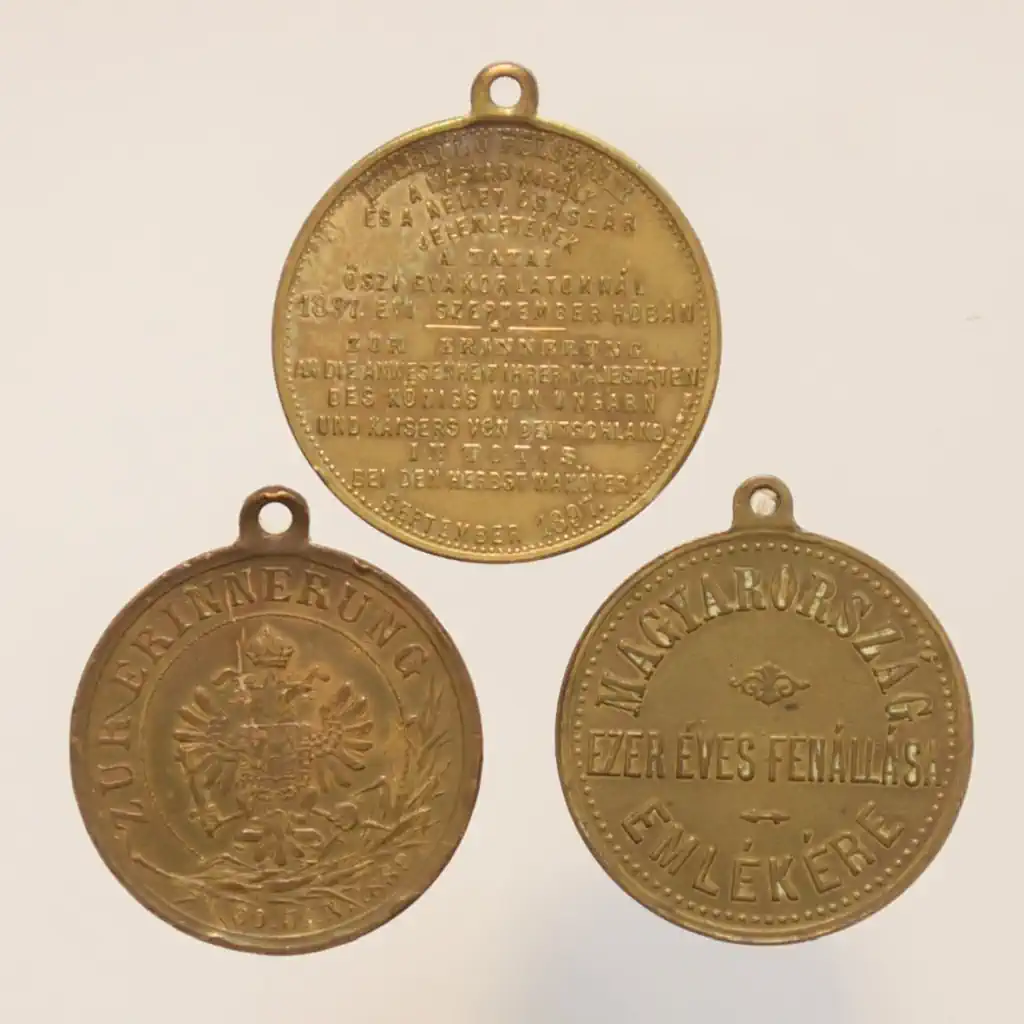 A MAGYAR KIRÁLY
ÉS A NÉMET CSÁSZÁR
JELENLÉTÉNEK
A TATAI
ŐSZI GYAKORLATOKNÁL
1897. ÉVI SZEPTEMBER HÓBAN
ZUR ERINNERUNG
AN DIE ANWESENHEIT IHRER MAJESTÄTEN
DES KÖNIGS VON UNGARN
UND KAISERS VON DEUTSCHLAND
IN TOTIS
BEI DEN HERBST MANÖVER
SEPTEMBER 1897.
ZUR ERINNERUNG
MAGYARORSZÁG
EZER ÉVES FENÁLLÁSA
EMLÉKÉRE